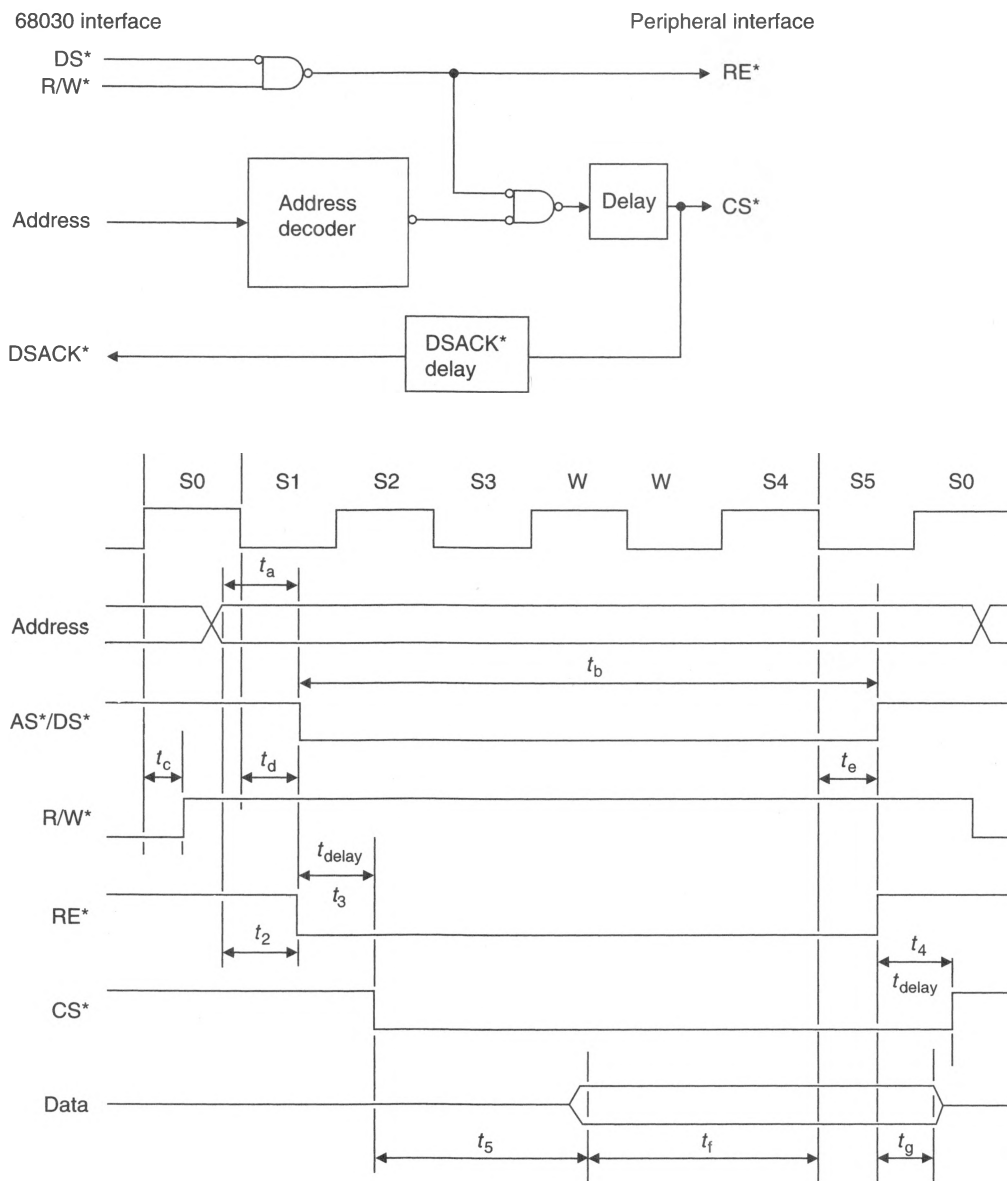 68030 interface
Peripheral interface
DS*
R/W*
RE*
Address
Address
decoder
Delay
CS*
DSACK*
DSACK*
delay
S0 S1 S2 S3 W W S4 S5 S0
ta
Address
tb
AS*/DS*
tc
td
te
R/W*
tdelay
t3
RE*
t2
t4
tdelay
CS*
Data
t5
tf
tg